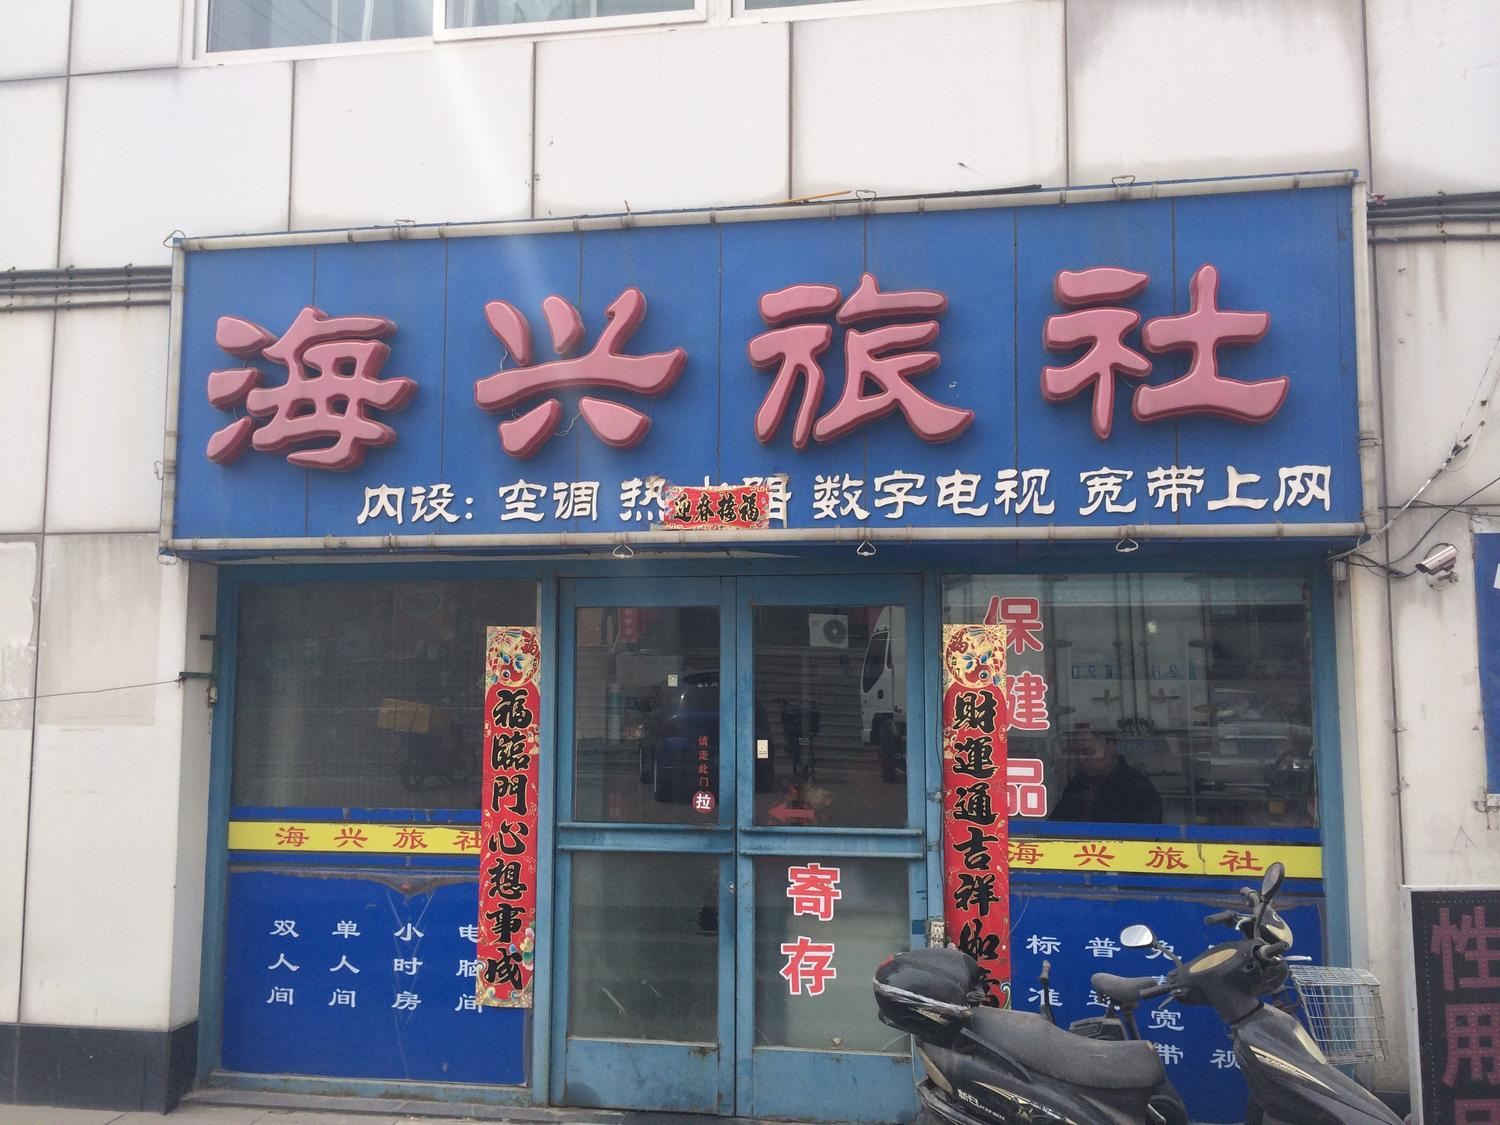 海兴旅社
内设: 空调 热 数字电视 宽带上网
迎春接福
福臨門心想事成
財運通吉祥如
保健品
请走此门
拉
寄存
海兴旅社
海兴旅社
双人间
单人间
小时房
电脑间
标准
普通
宽带
视
性用